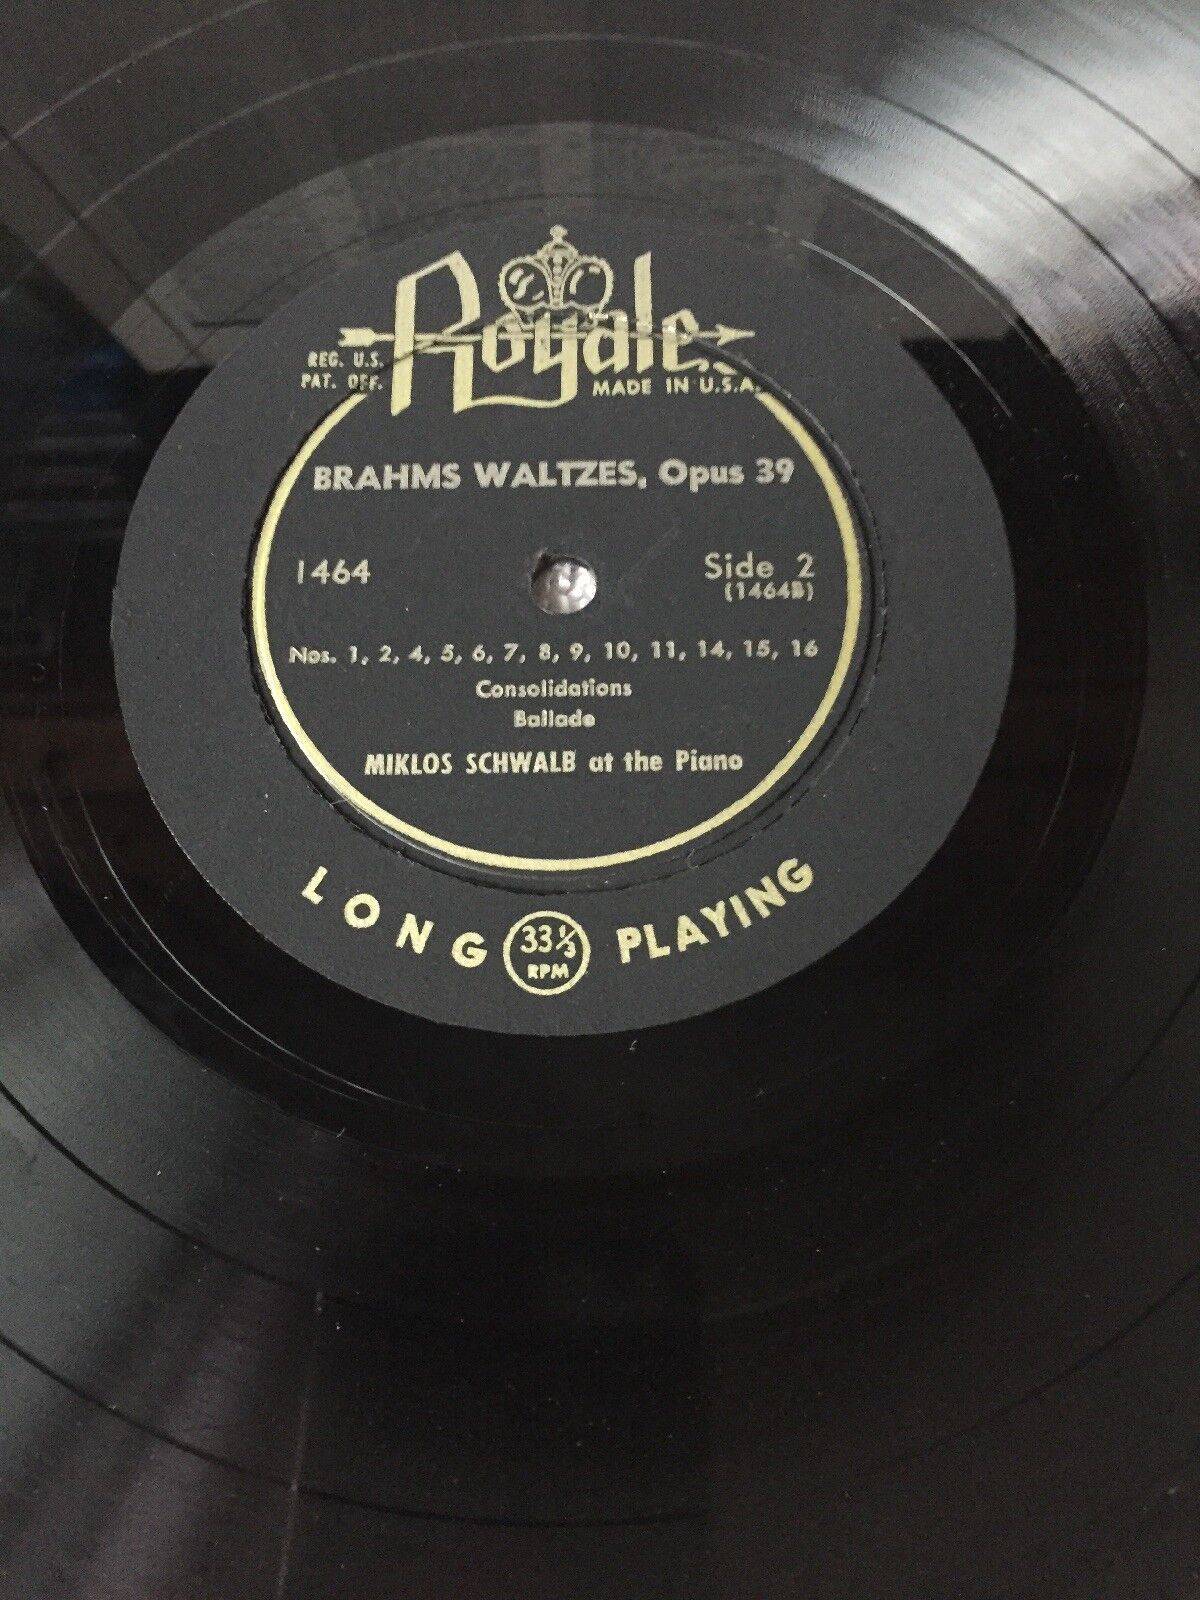 Royale
REG. U.S.
PAT. OFF.
MADE IN U.S.A.
BRAHMS WALTZES, Opus 39
1464
Side 2
(1464B)
Nos. 1, 2, 4, 5, 6, 7, 8, 9, 10, 11, 14, 15, 16
Consolidations
Ballade
MIKLOS SCHWALB at the Piano
LONG 33⅓ PLAYING
RPM